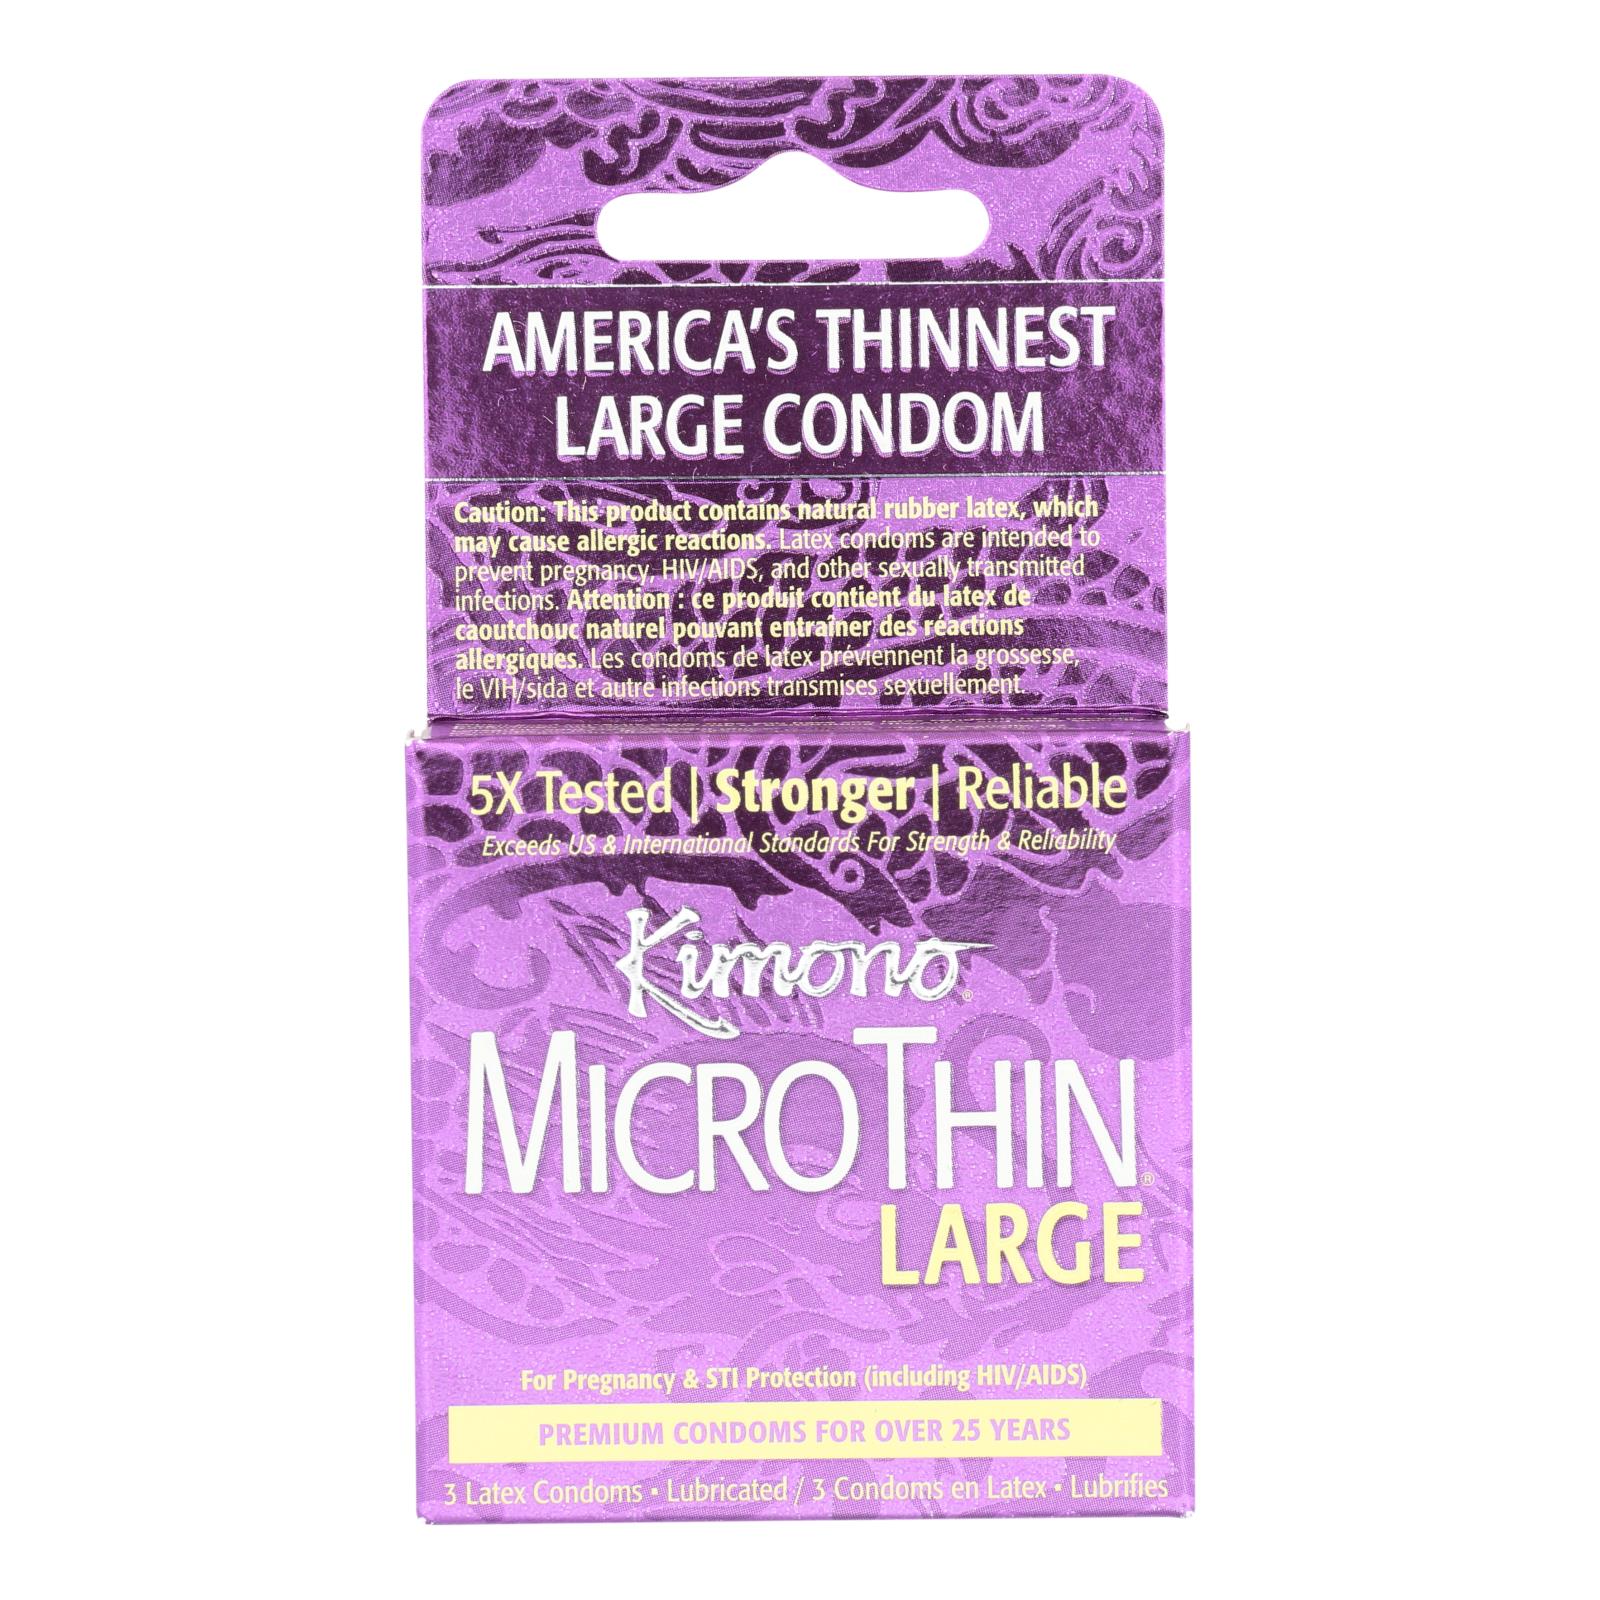 AMERICA'S THINNEST
LARGE CONDOM
Caution: This product contains natural rubber latex, which
may cause allergic reactions. Latex condoms are intended to
prevent pregnancy, HIV/AIDS, and other sexually transmitted
infections. Attention : ce produit contient du latex de
caoutchouc naturel pouvant entraîner des réactions
allergiques. Les condoms de latex préviennent la grossesse,
le VIH/sida et autre infections transmises sexuellement.
5X Tested | Stronger | Reliable
Exceeds US & International Standards For Strength & Reliability
Kimono®
MICROTHIN®
LARGE
For Pregnancy & STI Protection (including HIV/AIDS)
PREMIUM CONDOMS FOR OVER 25 YEARS
3 Latex Condoms • Lubricated / 3 Condoms en Latex • Lubrifies